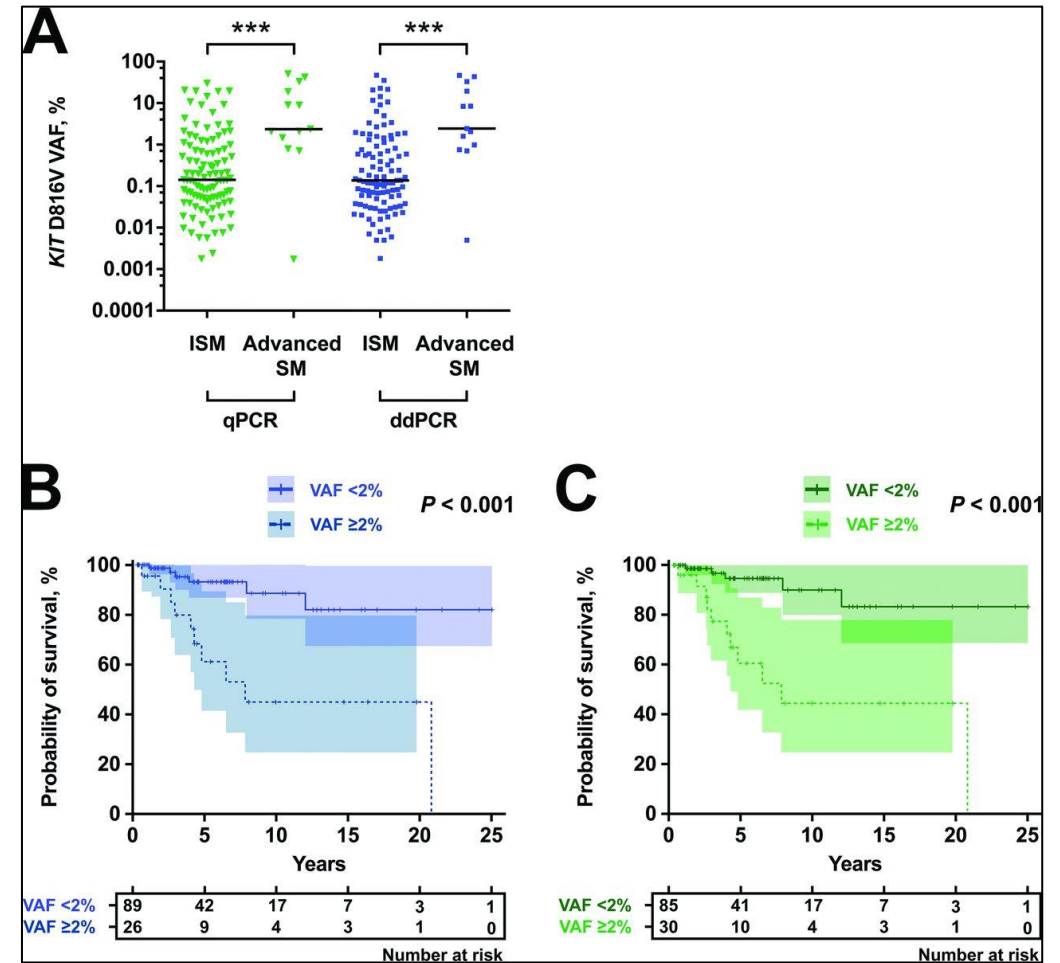 A
***
***
KIT D816V VAF, %
100
10
1
0.1
0.01
0.001
0.0001
ISM
Advanced
SM
ISM
Advanced
SM
qPCR
ddPCR
B
VAF <2%
VAF ≥2%
P < 0.001
Probability of survival, %
100
80
60
40
20
0
0 5 10 15 20 25
Years
VAF <2% 89 42 17 7 3 1
VAF ≥2% 26 9 4 3 1 0
Number at risk
C
VAF <2%
VAF ≥2%
P < 0.001
Probability of survival, %
100
80
60
40
20
0
0 5 10 15 20 25
Years
VAF <2% 85 41 17 7 3 1
VAF ≥2% 30 10 4 3 1 0
Number at risk